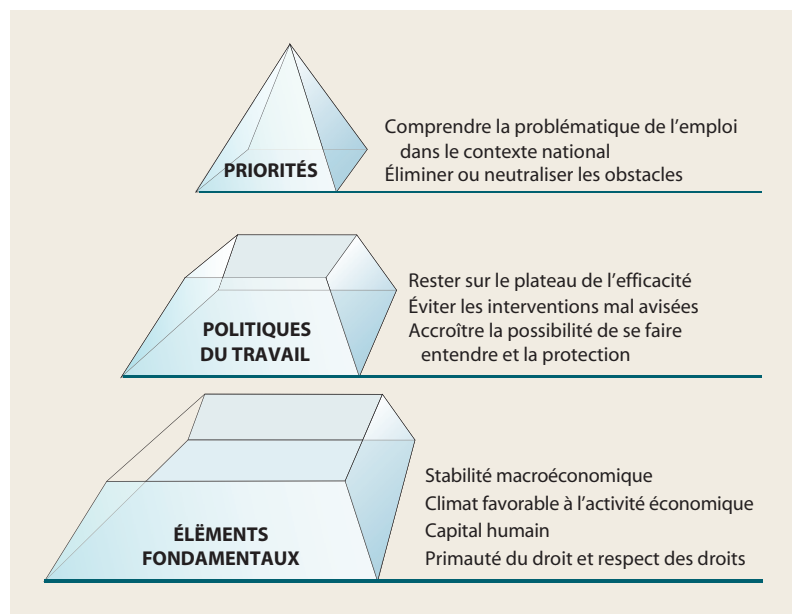 Comprendre la problématique de l’emploi
dans le contexte national
Éliminer ou neutraliser les obstacles
PRIORITÉS
Rester sur le plateau de l’efficacité
Éviter les interventions mal avisées
Accroître la possibilité de se faire
entendre et la protection
POLITIQUES
DU TRAVAIL
Stabilité macroéconomique
Climat favorable à l’activité économique
Capital humain
Primauté du droit et respect des droits
ÉLËMENTS
FONDAMENTAUX